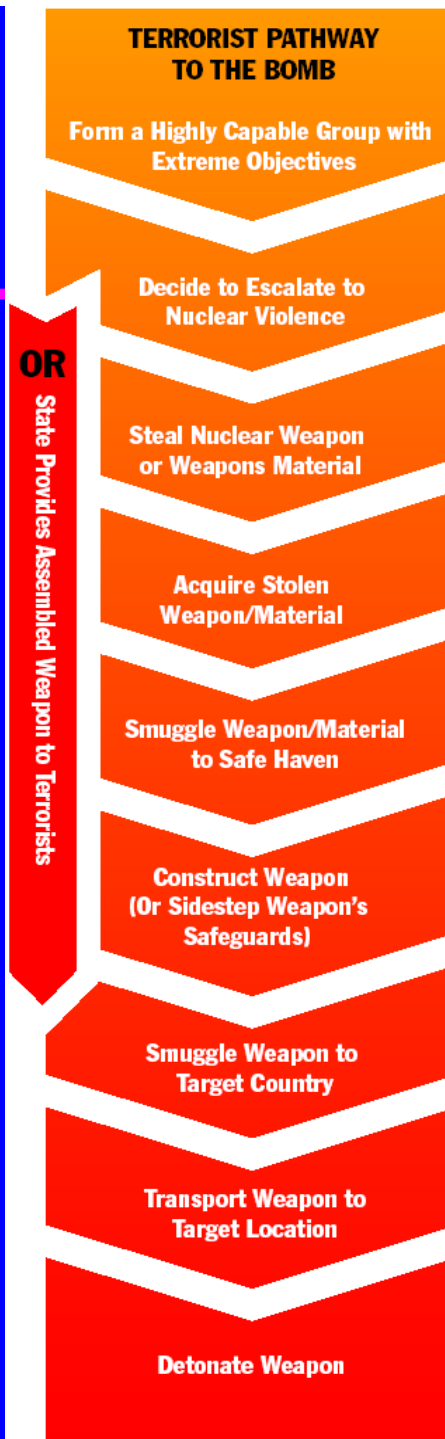 TERRORIST PATHWAY
TO THE BOMB
Form a Highly Capable Group with
Extreme Objectives
Decide to Escalate to
Nuclear Violence
OR
State Provides Assembled Weapon to Terrorists
Steal Nuclear Weapon
or Weapons Material
Acquire Stolen
Weapon/Material
Smuggle Weapon/Material
to Safe Haven
Construct Weapon
(Or Sidestep Weapon's
Safeguards)
Smuggle Weapon to
Target Country
Transport Weapon to
Target Location
Detonate Weapon